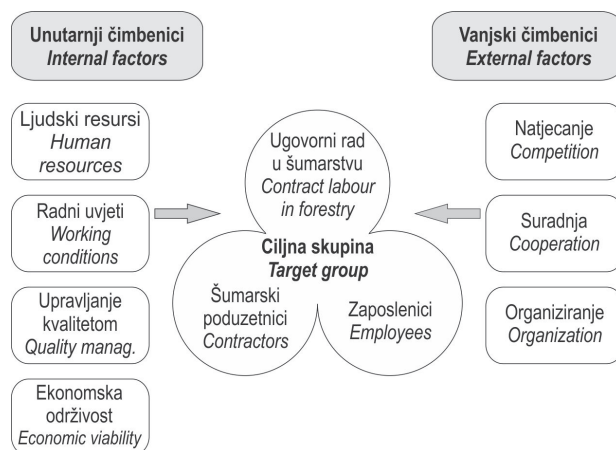 Unutarnji čimbenici
Internal factors
Ljudski resursi
Human
resources
Radni uvjeti
Working
conditions
Upravljanje
kvalitetom
Quality manag.
Ekonomska
održivost
Economic viability
Ugovorni rad
u šumarstvu
Contract labour
in forestry
Ciljna skupina
Target group
Šumarski
poduzetnici
Contractors
Zaposlenici
Employees
Vanjski čimbenici
External factors
Natjecanje
Competition
Suradnja
Cooperation
Organiziranje
Organization